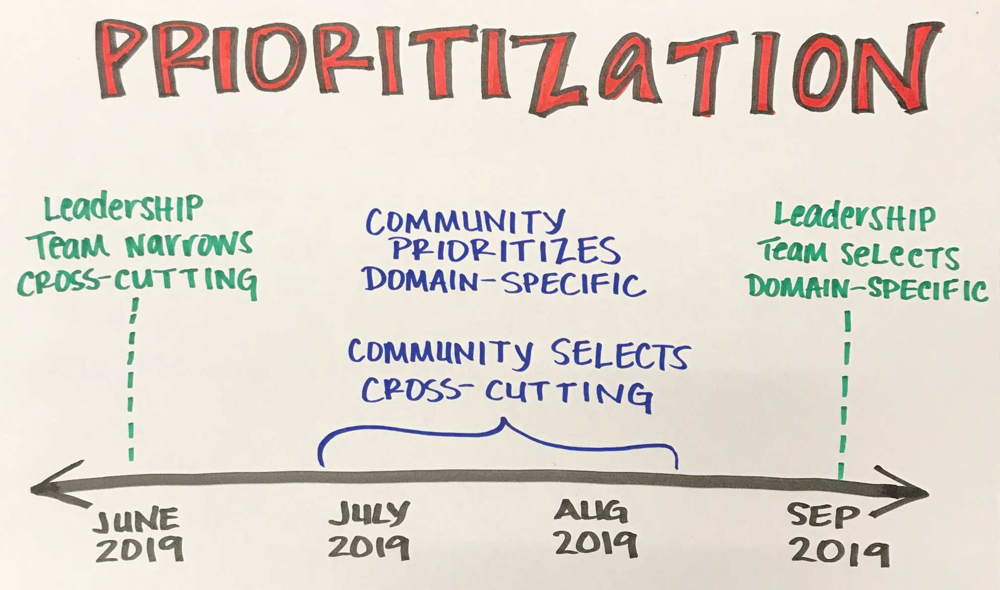 PRIORITIZaTION
LeaderSHIP
Team Narrows
CROSS-CUTTING
COMMUNITY
PRIORITIZES
DOMAIN-SPECIFIC
COMMUNITY SELECTS
CROSS-CUTTING
LeadersHIP
Team SeLecTS
DOMAIN-SPECIFIC
JUNE
2019
JULY
2019
AUG
2019
SEP
2019